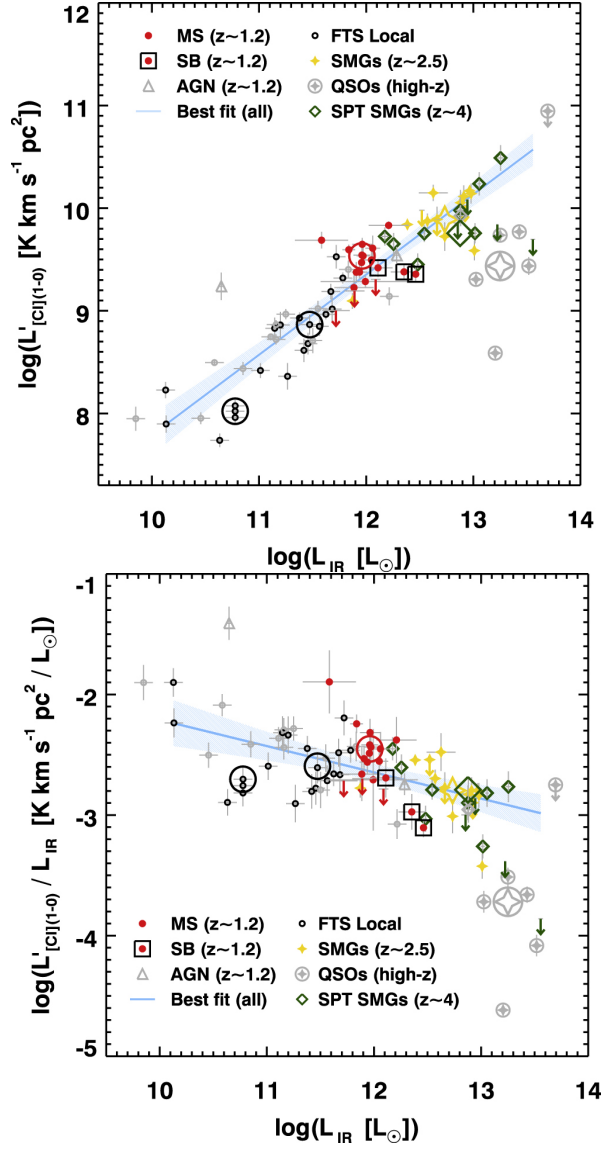 12
11
10
9
8
MS (z~1.2)
FTS Local
SB (z~1.2)
SMGs (z~2.5)
AGN (z~1.2)
QSOs (high-z)
Best fit (all)
SPT SMGs (z~4)
log(L′[CI](1-0) [K km s⁻¹ pc²])
10 11 12 13 14
log(L IR [L⊙])
-1
-2
-3
-4
-5
log(L′[CI](1-0) / L IR [K km s⁻¹ pc² / L⊙])
MS (z~1.2)
FTS Local
SB (z~1.2)
SMGs (z~2.5)
AGN (z~1.2)
QSOs (high-z)
Best fit (all)
SPT SMGs (z~4)
10 11 12 13 14
log(L IR [L⊙])